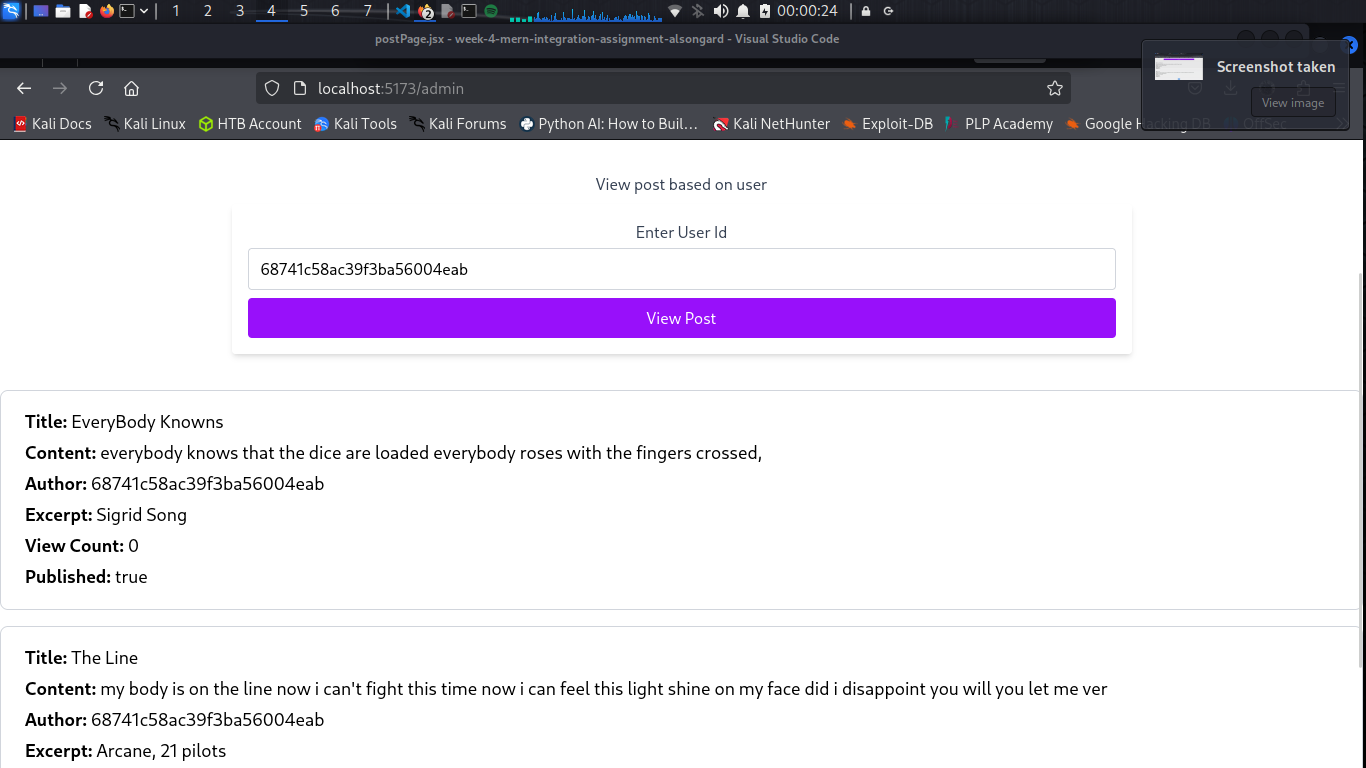 1 2 3 4 5 6 7 2 00:00:24
postPage.jsx - week-4-mern-integration-assignment-alsongard - Visual Studio Code
Screenshot taken
View image
localhost:5173/admin
Kali Docs Kali Linux HTB Account Kali Tools Kali Forums Python AI: How to Buil... Kali NetHunter Exploit-DB PLP Academy Google Hacking DB OffSec
View post based on user
Enter User Id
68741c58ac39f3ba56004eab
View Post
Title: EveryBody Knowns
Content: everybody knows that the dice are loaded everybody roses with the fingers crossed,
Author: 68741c58ac39f3ba56004eab
Excerpt: Sigrid Song
View Count: 0
Published: true
Title: The Line
Content: my body is on the line now i can't fight this time now i can feel this light shine on my face did i disappoint you will you let me ver
Author: 68741c58ac39f3ba56004eab
Excerpt: Arcane, 21 pilots